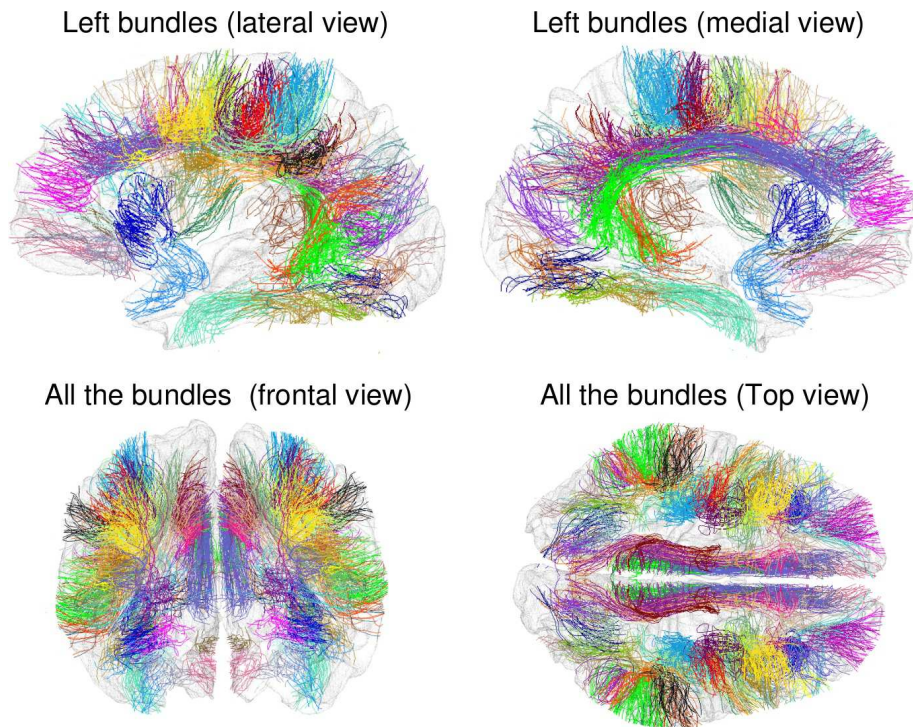 Left bundles (lateral view)
Left bundles (medial view)
All the bundles (frontal view)
All the bundles (Top view)